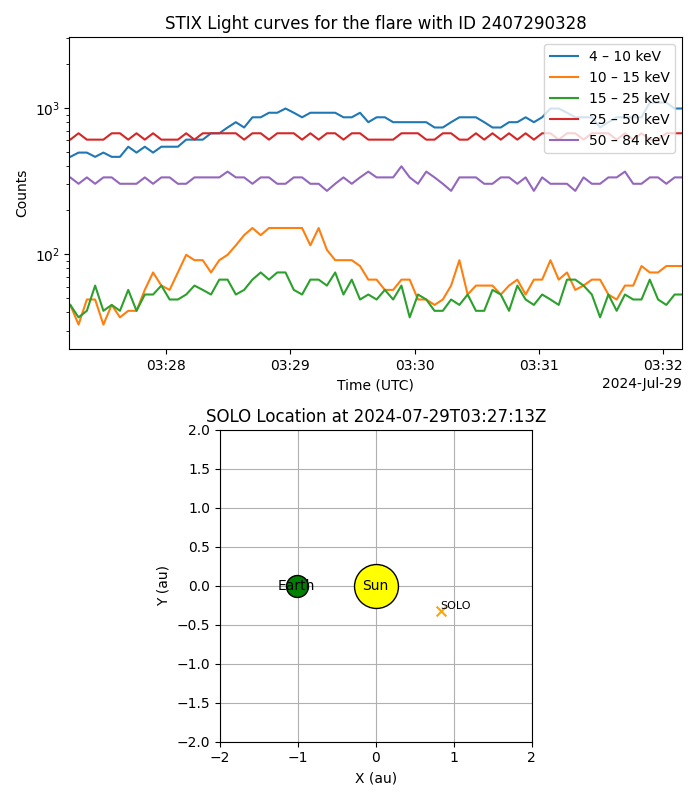 STIX Light curves for the flare with ID 2407290328
4 – 10 keV
10 – 15 keV
15 – 25 keV
25 – 50 keV
50 – 84 keV
10³
10²
Counts
03:28 03:29 03:30 03:31 03:32
Time (UTC)
2024-Jul-29
SOLO Location at 2024-07-29T03:27:13Z
2.0
1.5
1.0
0.5
0.0
−0.5
−1.0
−1.5
−2.0
Y (au)
Earth
Sun
SOLO
−2 −1 0 1 2
X (au)